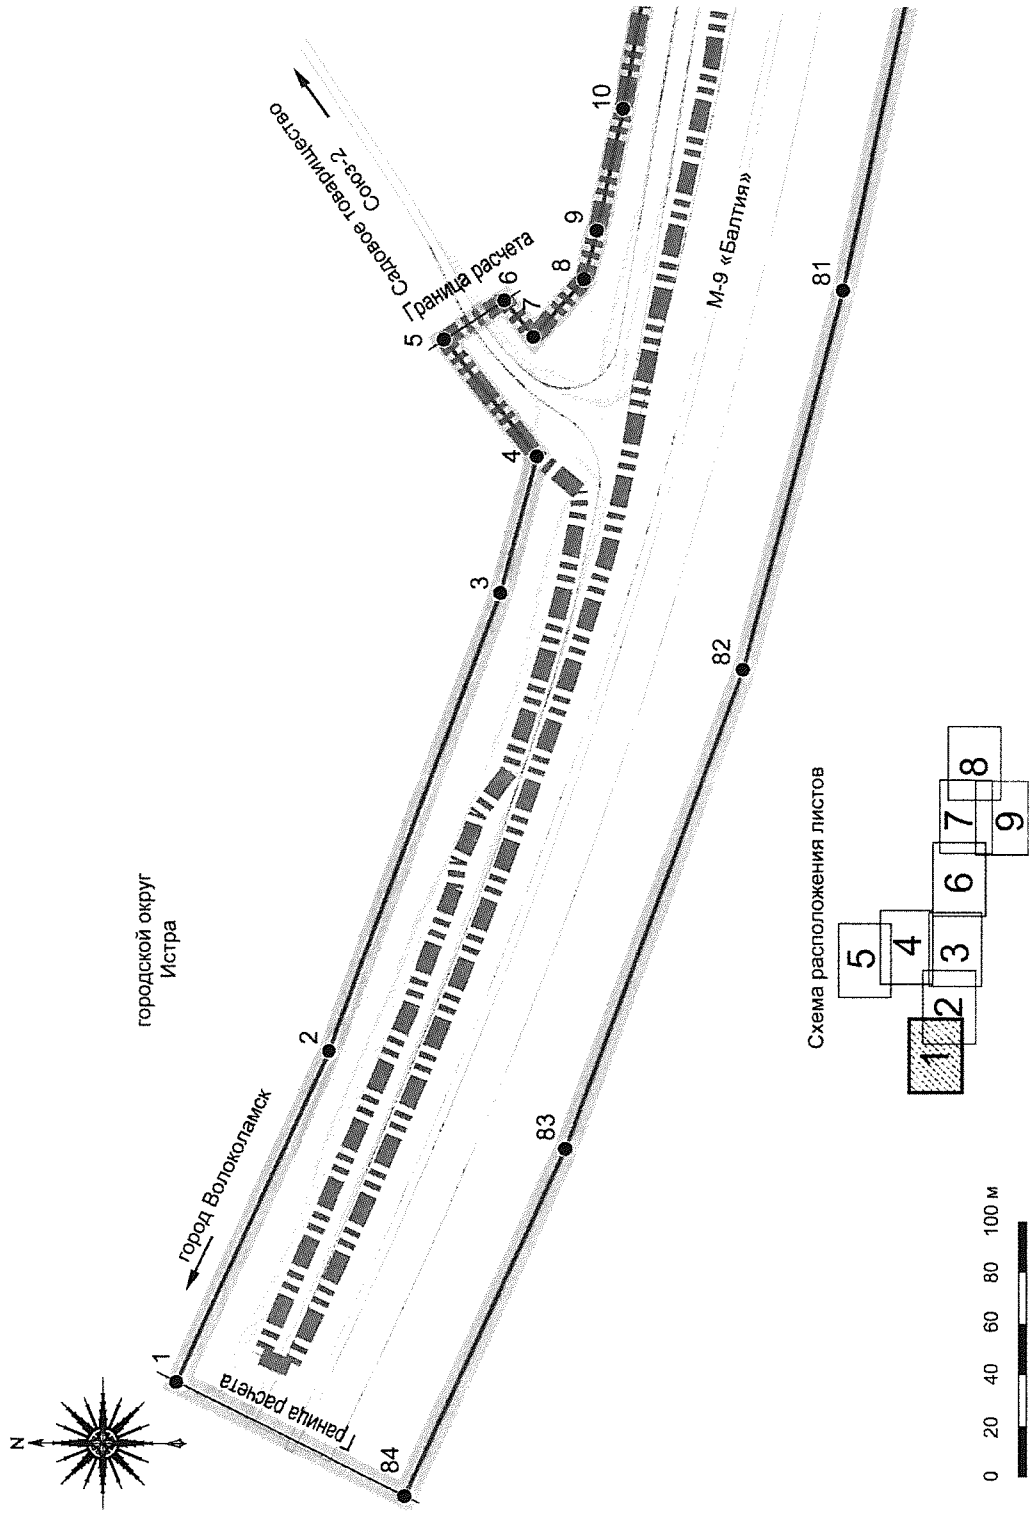 N
1
город Волоколамск
2
городской округ
Истра
3
4
5
Граница расчета
Садовое товарищество
Союз-2
6
7
8
9
10
М-9 «Балтия»
81
82
83
84
Граница расчета
Схема расположения листов
1
2
3
4
5
6
7
8
9
0 20 40 60 80 100 м